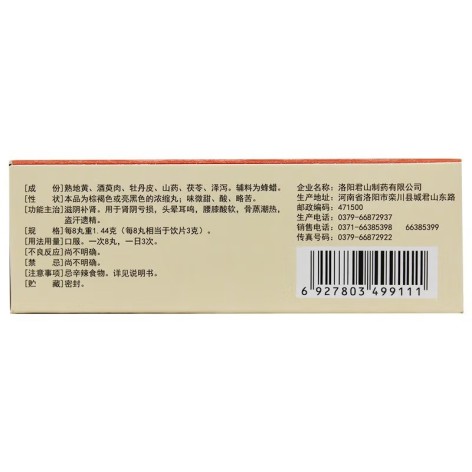 [成　　份]熟地黄、酒萸肉、牡丹皮、山药、茯苓、泽泻。辅料为蜂蜡。
[性　　状]本品为棕褐色或亮黑色的浓缩丸；味微甜、酸、略苦。
[功能主治]滋阴补肾。用于肾阴亏损，头晕耳鸣，腰膝酸软，骨蒸潮热，
盗汗遗精。
[规　　格]每8丸重1.44克（每8丸相当于饮片3克）。
[用法用量]口服。一次8丸，一日3次。
[不良反应]尚不明确。
[禁　　忌]尚不明确。
[注意事项]忌辛辣食物。详见说明书。
[贮　　藏]密封。
企业名称：洛阳君山制药有限公司
生产地址：河南省洛阳市栾川县城君山东路
邮政编码：471500
生产电话：0379-66872937
销售电话：0371-66385398　66385399
传真号码：0379-66872922
6 927803 499111